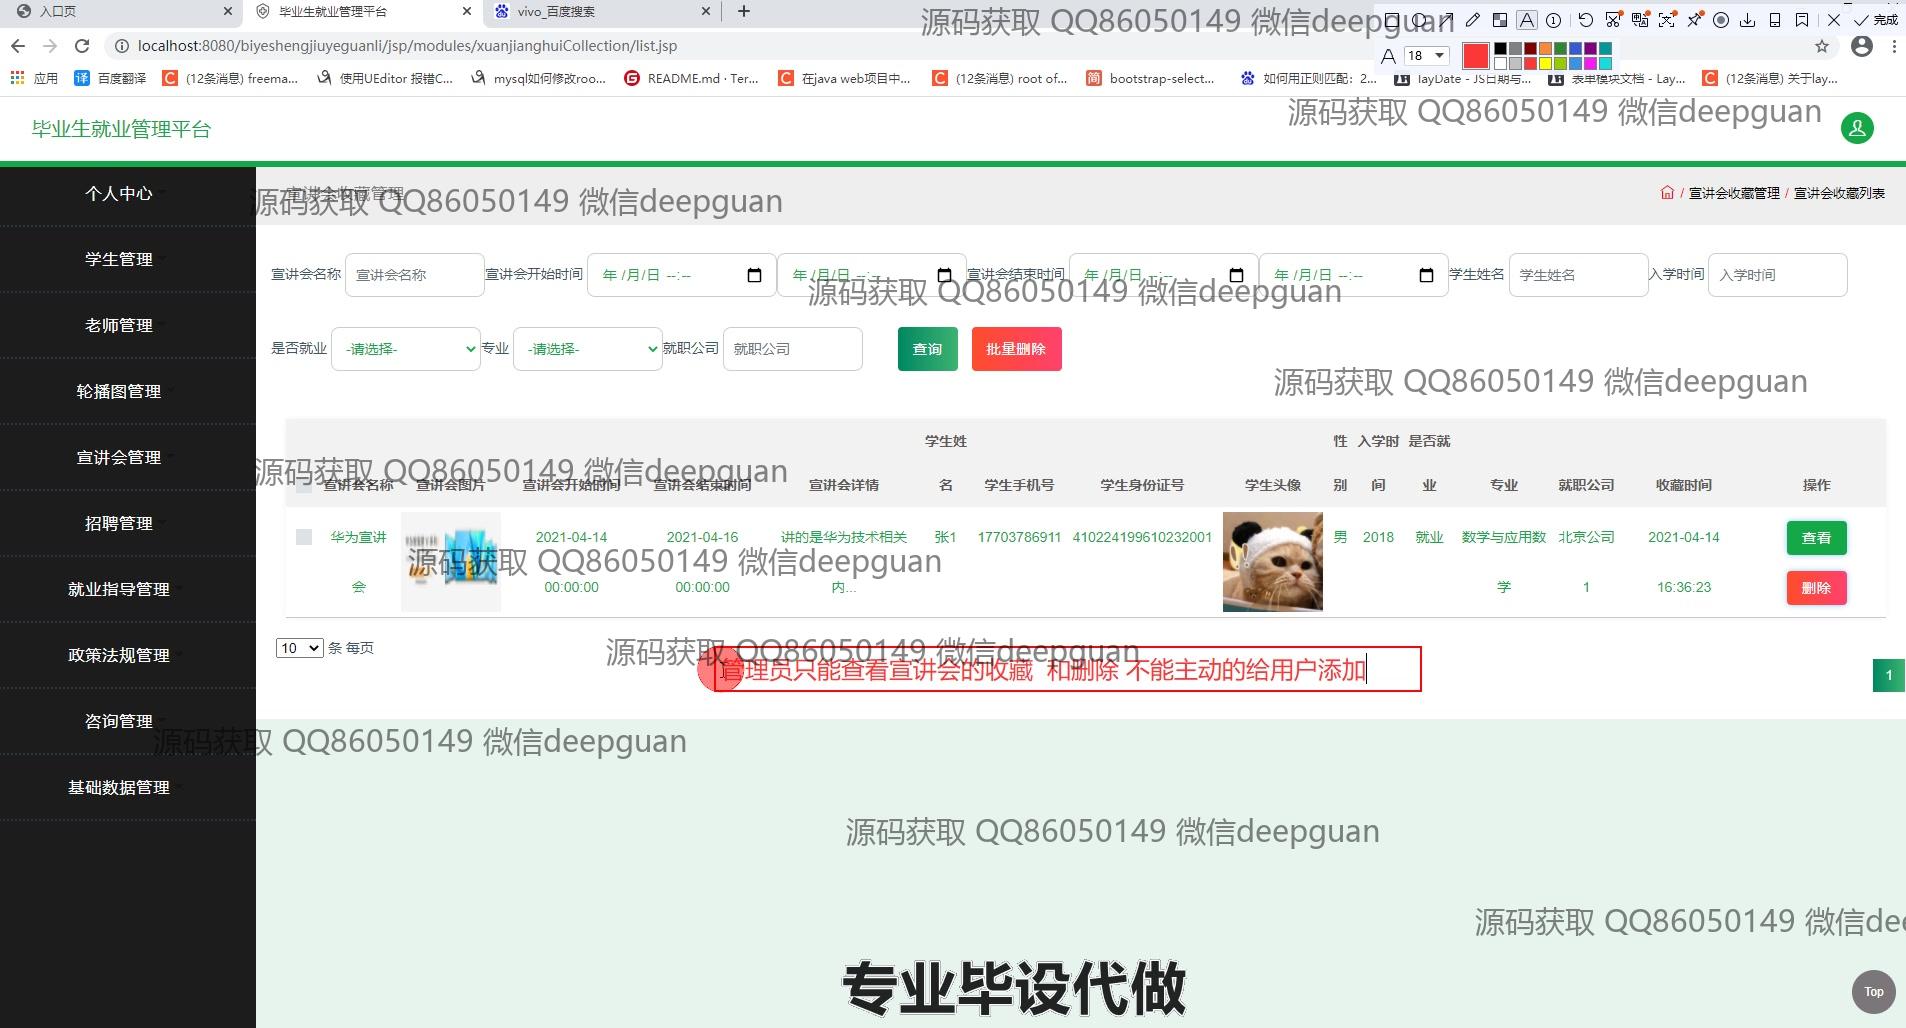 入口页
毕业生就业管理平台
vivo_百度搜索
localhost:8080/biyeshengjiuyeguanli/jsp/modules/xuanjianghuiCollection/list.jsp
18
完成
应用
百度翻译
(12条消息) freema...
使用UEditor 报错C...
mysql如何修改roo...
README.md · Ter...
在java web项目中...
(12条消息) root of...
bootstrap-select...
如何用正则匹配: 2...
layDate - JS日期与...
表单模块文档 - Lay...
(12条消息) 关于lay...
源码获取 QQ86050149 微信deepguan
毕业生就业管理平台
源码获取 QQ86050149 微信deepguan
个人中心
学生管理
老师管理
轮播图管理
宣讲会管理
招聘管理
就业指导管理
政策法规管理
咨询管理
基础数据管理
宣讲会收藏管理
源码获取 QQ86050149 微信deepguan
/ 宣讲会收藏管理 / 宣讲会收藏列表
宣讲会名称 宣讲会名称 宣讲会开始时间 年 /月/日 --:-- 年 /月/日 --:-- 宣讲会结束时间 年 /月/日 --:-- 年 /月/日 --:-- 学生姓名 学生姓名 入学时间 入学时间
源码获取 QQ86050149 微信deepguan
是否就业 -请选择- 专业 -请选择- 就职公司 就职公司 查询 批量删除
源码获取 QQ86050149 微信deepguan
宣讲会名称 宣讲会图片 宣讲会开始时间 宣讲会结束时间 宣讲会详情 学生姓名 学生手机号 学生身份证号 学生头像 性别 入学时间 是否就业 专业 就职公司 收藏时间 操作
源码获取 QQ86050149 微信deepguan
华为宣讲会 2021-04-14 00:00:00 2021-04-16 00:00:00 讲的是华为技术相关内... 张1 17703786911 410224199610232001 男 2018 就业 数学与应用数学 北京公司1 2021-04-14 16:36:23 查看 删除
源码获取 QQ86050149 微信deepguan
10 条 每页
源码获取 QQ86050149 微信deepguan
管理员只能查看宣讲会的收藏 和删除 不能主动的给用户添加
1
源码获取 QQ86050149 微信deepguan
源码获取 QQ86050149 微信deepguan
源码获取 QQ86050149 微信dee
专业毕设代做
Top